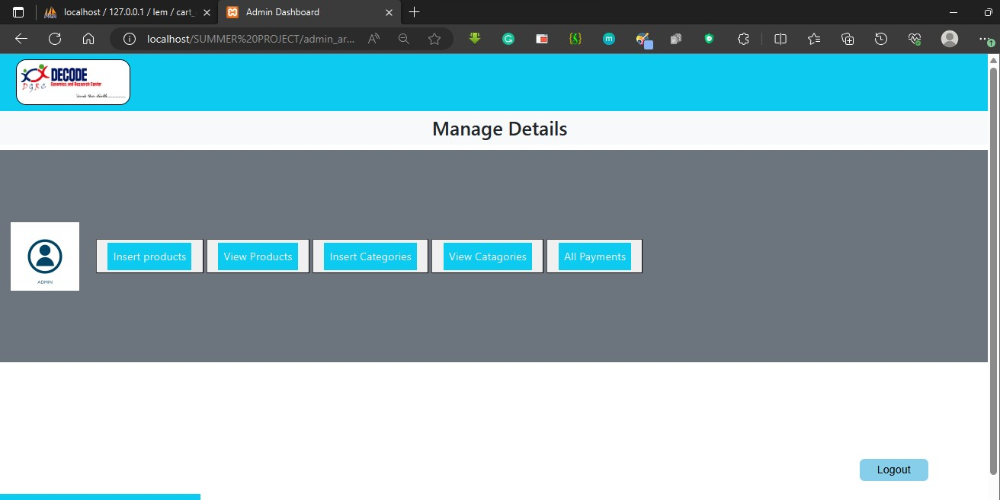 localhost / 127.0.0.1 / lem / cart_
Admin Dashboard
localhost/SUMMER%20PROJECT/admin_ar...
DECODE
Genomics and Research Center
DGRC
Manage Details
ADMIN
Insert products
View Products
Insert Categories
View Catagories
All Payments
Logout